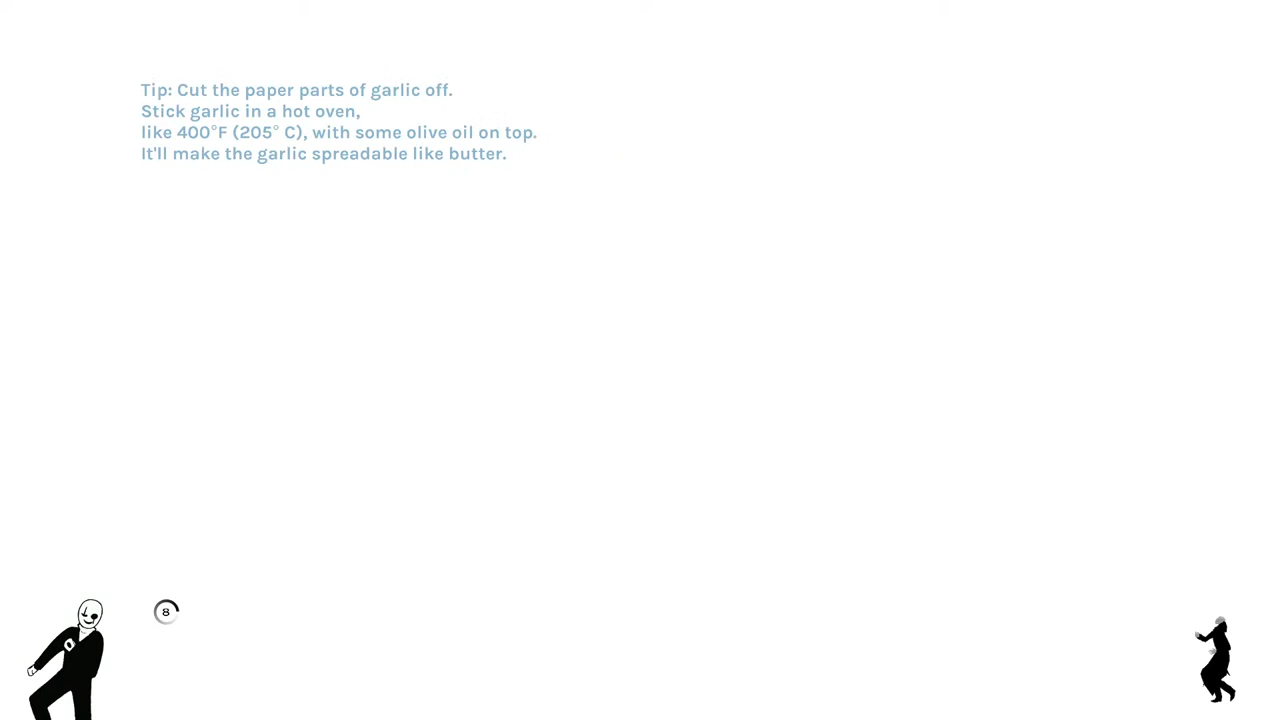 Tip: Cut the paper parts of garlic off.
Stick garlic in a hot oven,
like 400°F (205° C), with some olive oil on top.
It'll make the garlic spreadable like butter.
8